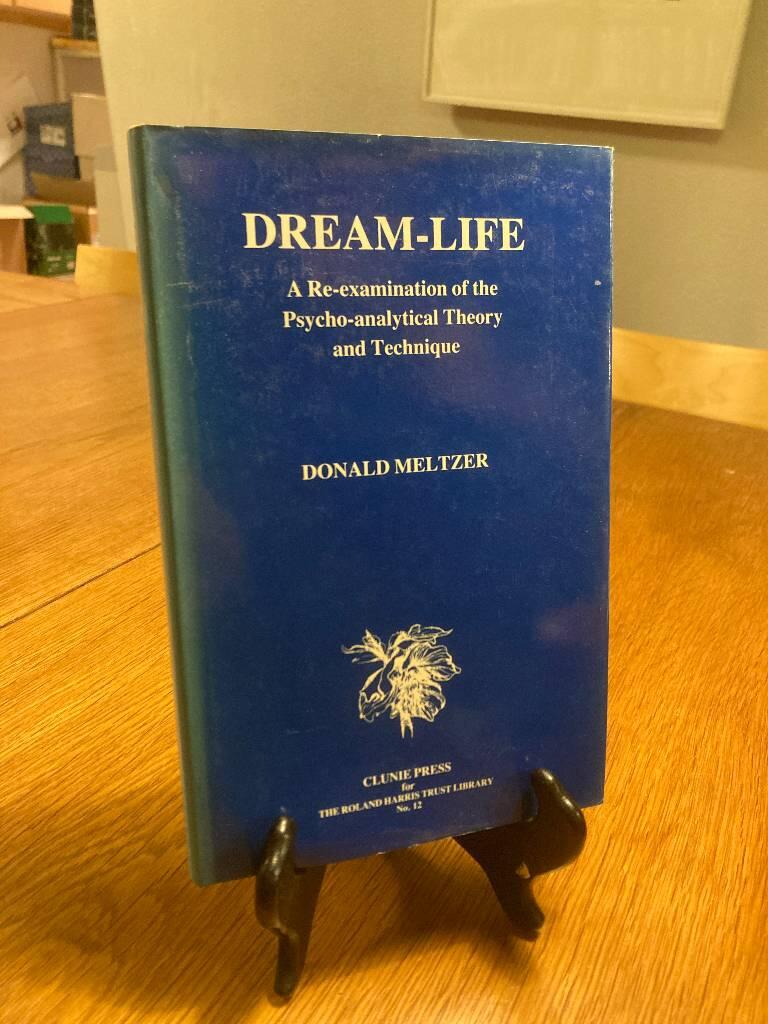 DREAM-LIFE
A Re-examination of the
Psycho-analytical Theory
and Technique
DONALD MELTZER
CLUNIE PRESS
for
THE ROLAND HARRIS TRUST LIBRARY
No. 12